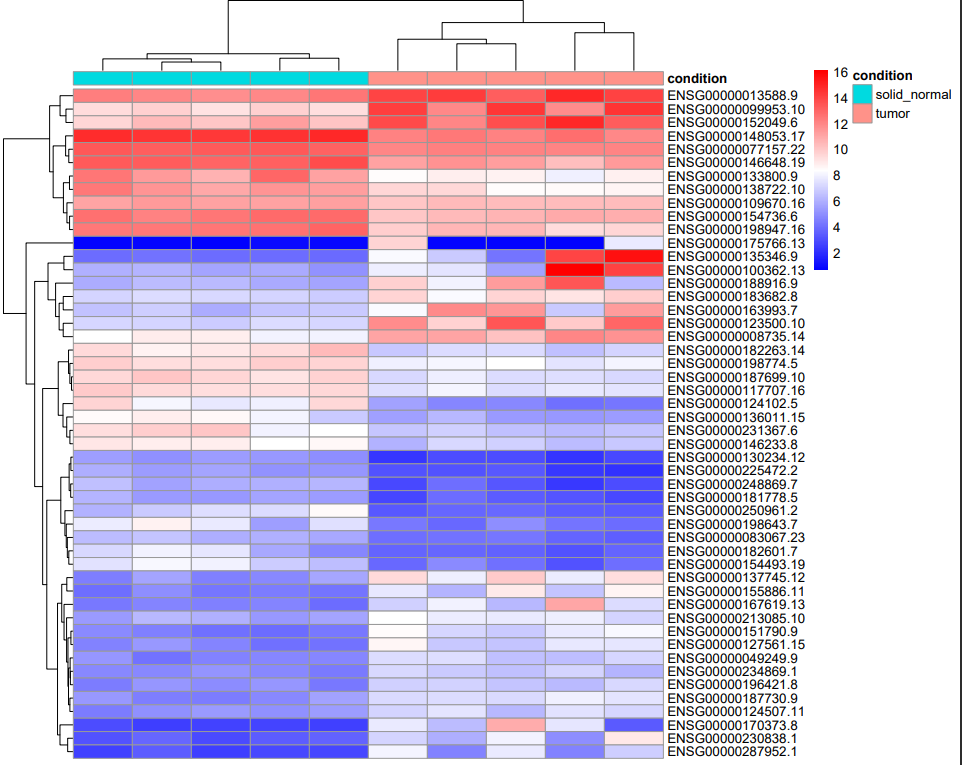 condition
ENSG00000013588.9
ENSG00000099953.10
ENSG00000152049.6
ENSG00000148053.17
ENSG00000077157.22
ENSG00000146648.19
ENSG00000133800.9
ENSG00000138722.10
ENSG00000109670.16
ENSG00000154736.6
ENSG00000198947.16
ENSG00000175766.13
ENSG00000135346.9
ENSG00000100362.13
ENSG00000188916.9
ENSG00000183682.8
ENSG00000163993.7
ENSG00000123500.10
ENSG00000008735.14
ENSG00000182263.14
ENSG00000198774.5
ENSG00000187699.10
ENSG00000117707.16
ENSG00000124102.5
ENSG00000136011.15
ENSG00000231367.6
ENSG00000146233.8
ENSG00000130234.12
ENSG00000225472.2
ENSG00000248869.7
ENSG00000181778.5
ENSG00000250961.2
ENSG00000198643.7
ENSG00000083067.23
ENSG00000182601.7
ENSG00000154493.19
ENSG00000137745.12
ENSG00000155886.11
ENSG00000167619.13
ENSG00000213085.10
ENSG00000151790.9
ENSG00000127561.15
ENSG00000049249.9
ENSG00000234869.1
ENSG00000196421.8
ENSG00000187730.9
ENSG00000124507.11
ENSG00000170373.8
ENSG00000230838.1
ENSG00000287952.1
16
14
12
10
8
6
4
2
condition
solid_normal
tumor